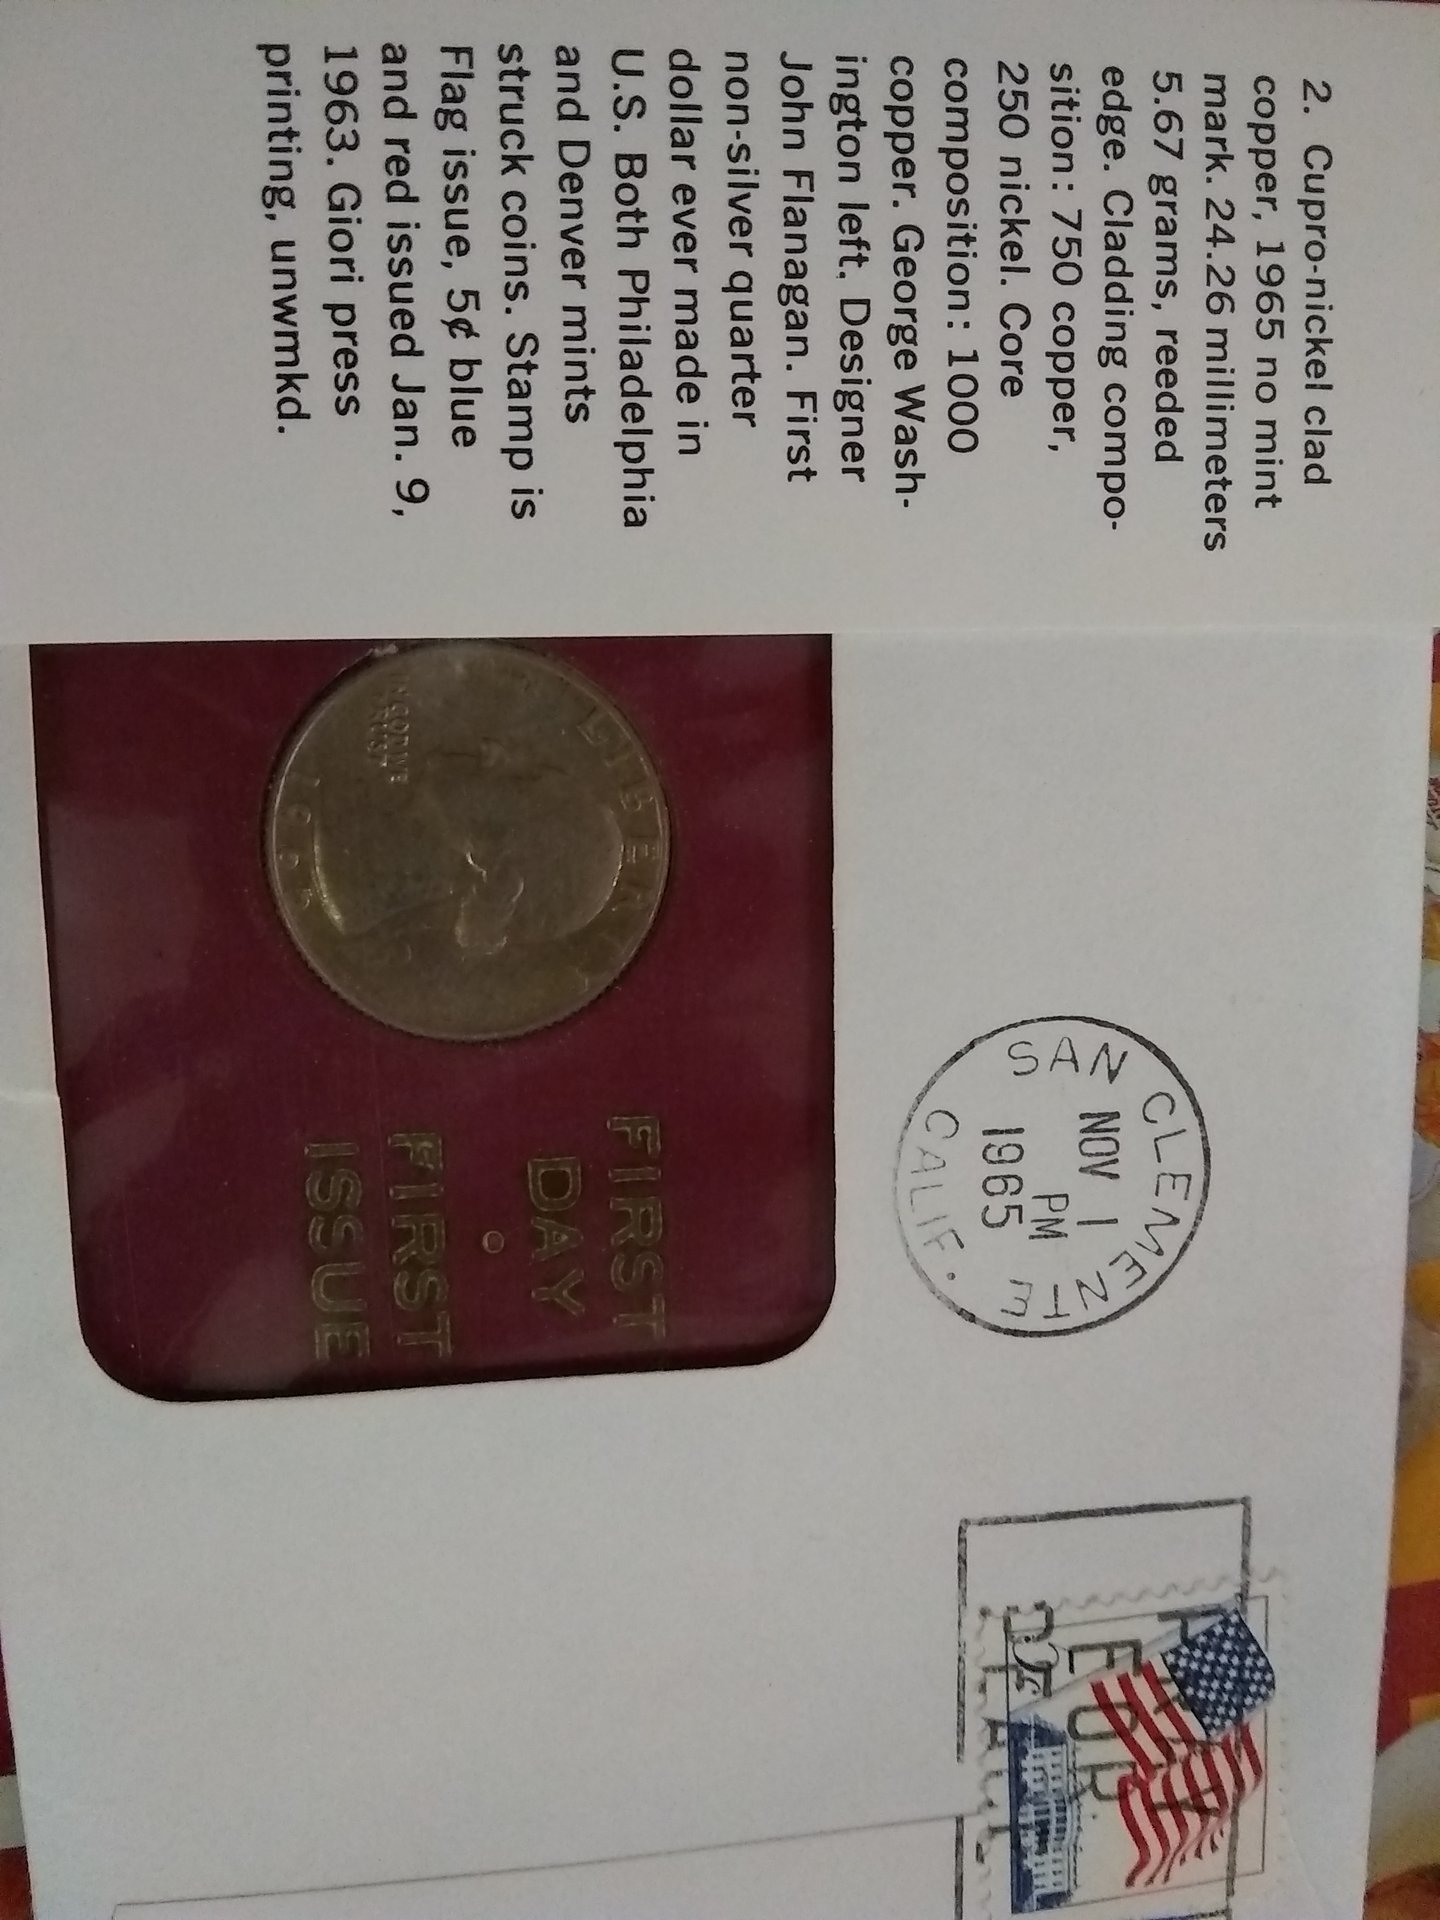 2. Cupro-nickel clad
copper, 1965 no mint
mark. 24.26 millimeters
5.67 grams, reeded
edge. Cladding compo-
sition: 750 copper,
250 nickel. Core
composition: 1000
copper. George Wash-
ington left. Designer
John Flanagan. First
non-silver quarter
dollar ever made in
U.S. Both Philadelphia
and Denver mints
struck coins. Stamp is
Flag issue, 5¢ blue
and red issued Jan. 9,
1963. Giori press
printing, unwmkd.
LIBERTY
IN GOD WE
TRUST
1965
FIRST
DAY
FIRST
ISSUE
SAN CLEMENTE
NOV 1
PM
1965
CALIF.
PRAY
FOR